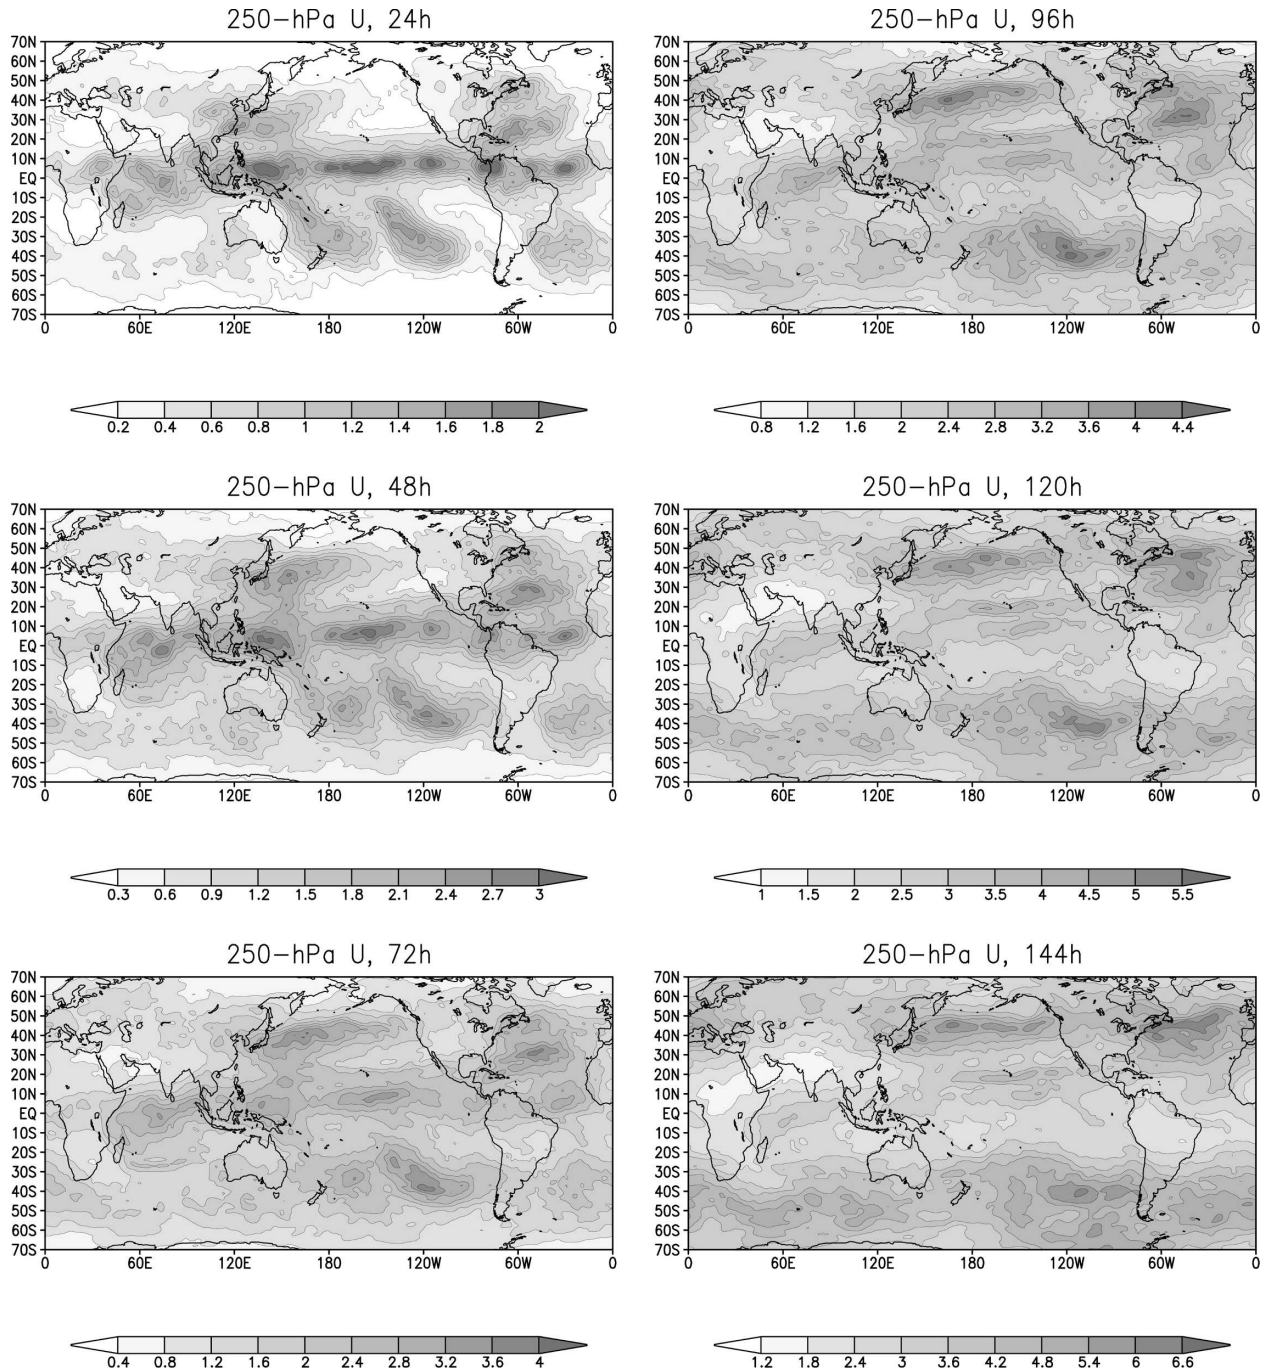 250-hPa U, 24h
70N
60N
50N
40N
30N
20N
10N
EQ
10S
20S
30S
40S
50S
60S
70S
0 60E 120E 180 120W 60W 0
0.2 0.4 0.6 0.8 1 1.2 1.4 1.6 1.8 2
250-hPa U, 96h
70N
60N
50N
40N
30N
20N
10N
EQ
10S
20S
30S
40S
50S
60S
70S
0 60E 120E 180 120W 60W 0
0.8 1.2 1.6 2 2.4 2.8 3.2 3.6 4 4.4
250-hPa U, 48h
70N
60N
50N
40N
30N
20N
10N
EQ
10S
20S
30S
40S
50S
60S
70S
0 60E 120E 180 120W 60W 0
0.3 0.6 0.9 1.2 1.5 1.8 2.1 2.4 2.7 3
250-hPa U, 120h
70N
60N
50N
40N
30N
20N
10N
EQ
10S
20S
30S
40S
50S
60S
70S
0 60E 120E 180 120W 60W 0
1 1.5 2 2.5 3 3.5 4 4.5 5 5.5
250-hPa U, 72h
70N
60N
50N
40N
30N
20N
10N
EQ
10S
20S
30S
40S
50S
60S
70S
0 60E 120E 180 120W 60W 0
0.4 0.8 1.2 1.6 2 2.4 2.8 3.2 3.6 4
250-hPa U, 144h
70N
60N
50N
40N
30N
20N
10N
EQ
10S
20S
30S
40S
50S
60S
70S
0 60E 120E 180 120W 60W 0
1.2 1.8 2.4 3 3.6 4.2 4.8 5.4 6 6.6